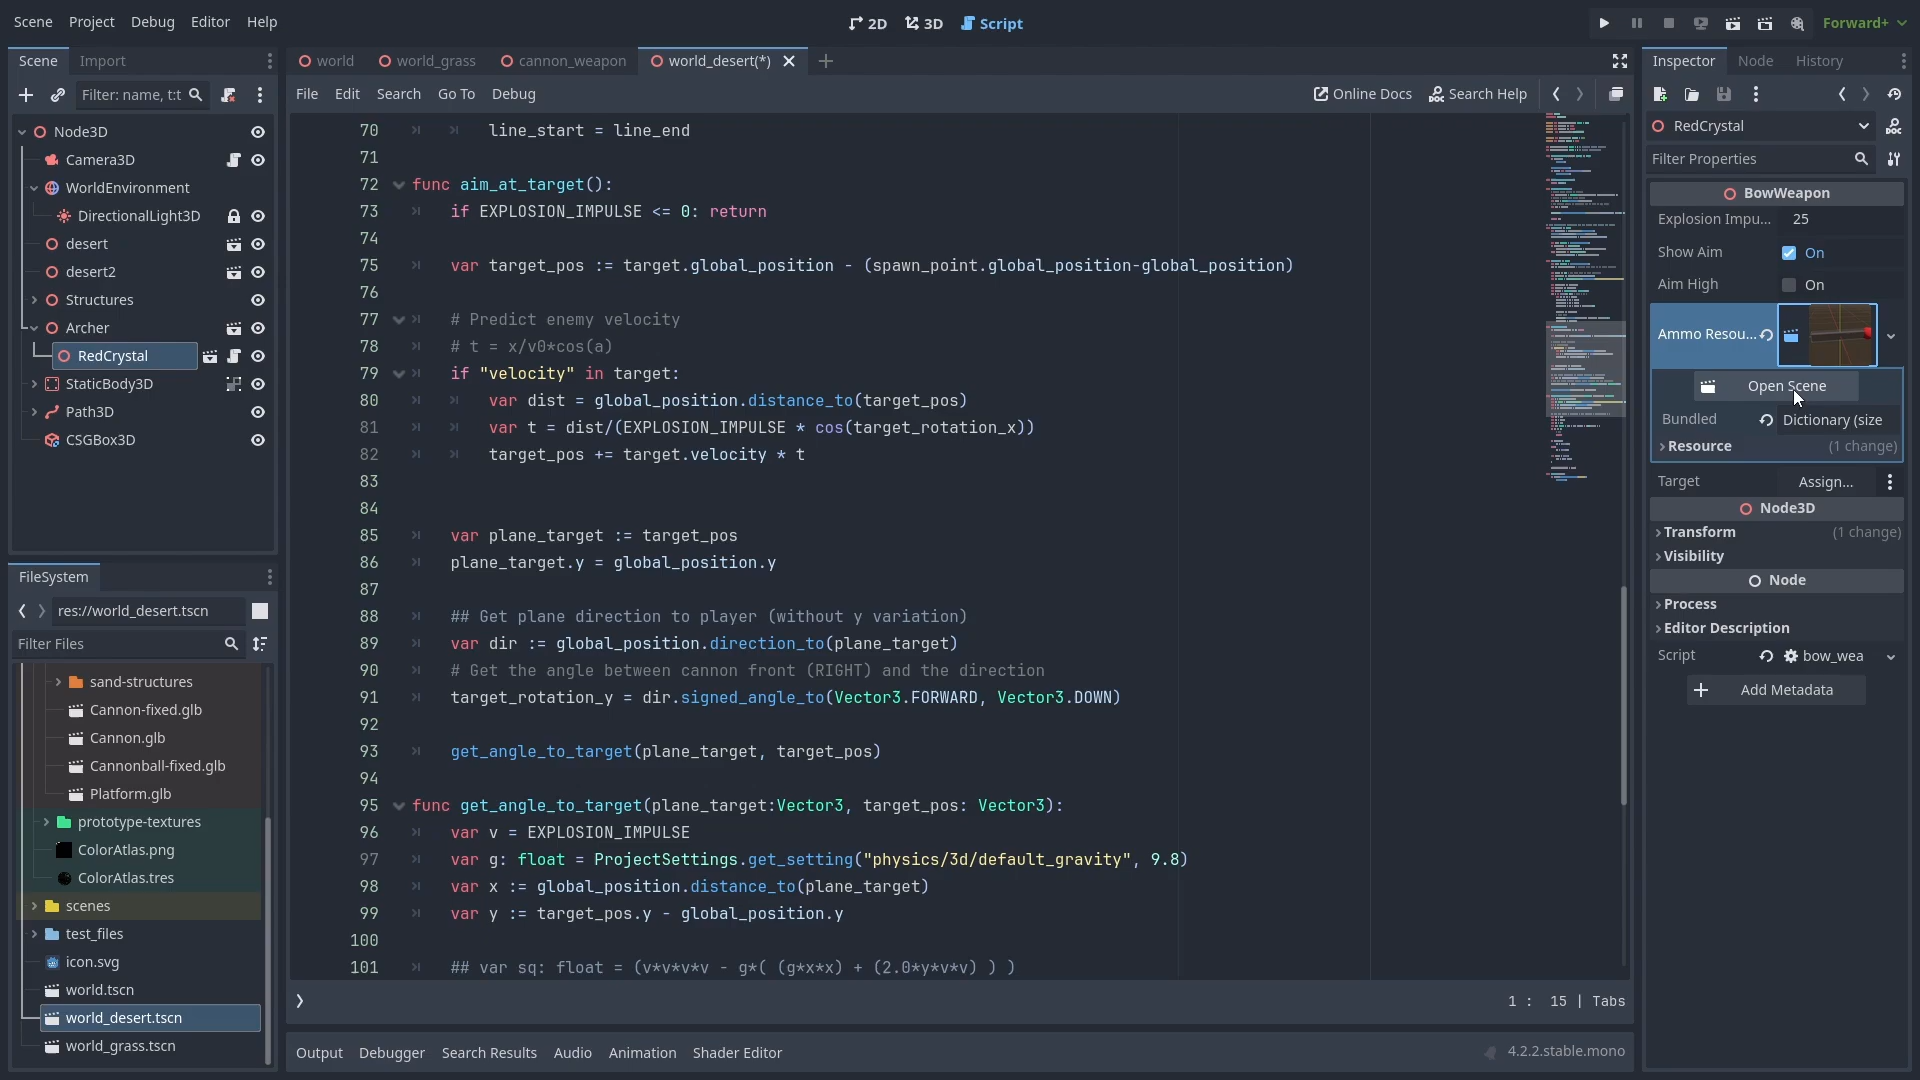 Scene Project Debug Editor Help
2D 3D Script
Forward+
Scene Import
world world_grass cannon_weapon world_desert(*)
Inspector Node History
Filter: name, t:t
File Edit Search Go To Debug
Online Docs Search Help
Node3D
Camera3D
WorldEnvironment
DirectionalLight3D
desert
desert2
Structures
Archer
RedCrystal
StaticBody3D
Path3D
CSGBox3D
FileSystem
res://world_desert.tscn
Filter Files
sand-structures
Cannon-fixed.glb
Cannon.glb
Cannonball-fixed.glb
Platform.glb
prototype-textures
ColorAtlas.png
ColorAtlas.tres
scenes
test_files
icon.svg
world.tscn
world_desert.tscn
world_grass.tscn
70 line_start = line_end
71
72 func aim_at_target():
73 if EXPLOSION_IMPULSE <= 0: return
74
75 var target_pos := target.global_position - (spawn_point.global_position-global_position)
76
77 # Predict enemy velocity
78 # t = x/v0*cos(a)
79 if "velocity" in target:
80 var dist = global_position.distance_to(target_pos)
81 var t = dist/(EXPLOSION_IMPULSE * cos(target_rotation_x))
82 target_pos += target.velocity * t
83
84
85 var plane_target := target_pos
86 plane_target.y = global_position.y
87
88 ## Get plane direction to player (without y variation)
89 var dir := global_position.direction_to(plane_target)
90 # Get the angle between cannon front (RIGHT) and the direction
91 target_rotation_y = dir.signed_angle_to(Vector3.FORWARD, Vector3.DOWN)
92
93 get_angle_to_target(plane_target, target_pos)
94
95 func get_angle_to_target(plane_target:Vector3, target_pos: Vector3):
96 var v = EXPLOSION_IMPULSE
97 var g: float = ProjectSettings.get_setting("physics/3d/default_gravity", 9.8)
98 var x := global_position.distance_to(plane_target)
99 var y := target_pos.y - global_position.y
100
101 ## var sq: float = (v*v*v*v - g*( (g*x*x) + (2.0*y*v*v) ) )
1 : 15 | Tabs
Output Debugger Search Results Audio Animation Shader Editor
4.2.2.stable.mono
RedCrystal
Filter Properties
BowWeapon
Explosion Impu... 25
Show Aim On
Aim High On
Ammo Resou...
Open Scene
Bundled Dictionary (size
Resource (1 change)
Target Assign...
Node3D
Transform (1 change)
Visibility
Node
Process
Editor Description
Script bow_wea
Add Metadata